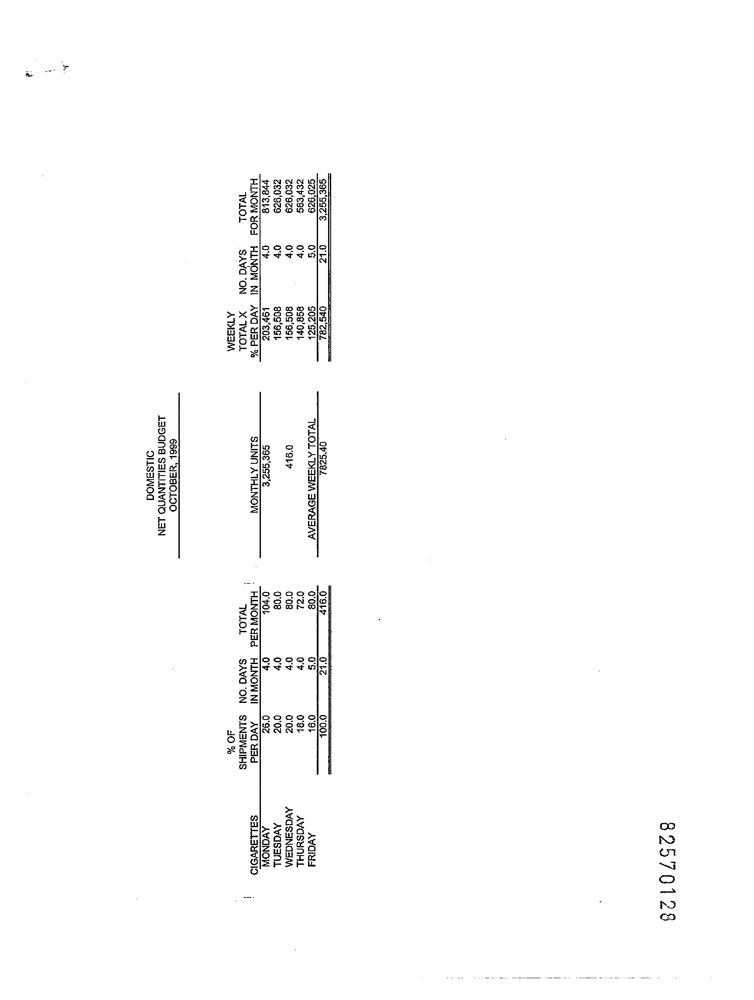 DOMESTIC
NET QUANTITIES BUDGET
OCTOBER, 1999
% OF WEEKLY
SHIPMENTS NO. DAYS TOTAL TOTAL X NO. DAYS TOTAL
CIGARETTES PER DAY IN MONTH PER MONTH MONTHLY UNITS % PER DAY IN MONTH FOR MONTH
MONDAY 26.0 4.0 104.0 3,255,365 203,461 4.0 813,844
TUESDAY 20.0 4.0 80.0 156,508 4.0 626,032
WEDNESDAY 20.0 4.0 80.0 416.0 156,508 4.0 626,032
THURSDAY 18.0 4.0 72.0 140,858 4.0 563,432
FRIDAY 16.0 5.0 80.0 AVERAGE WEEKLY TOTAL 125,205 5.0 626,025
100.0 21.0 416.0 7825.40 782,540 21.0 3,255,365
82570128